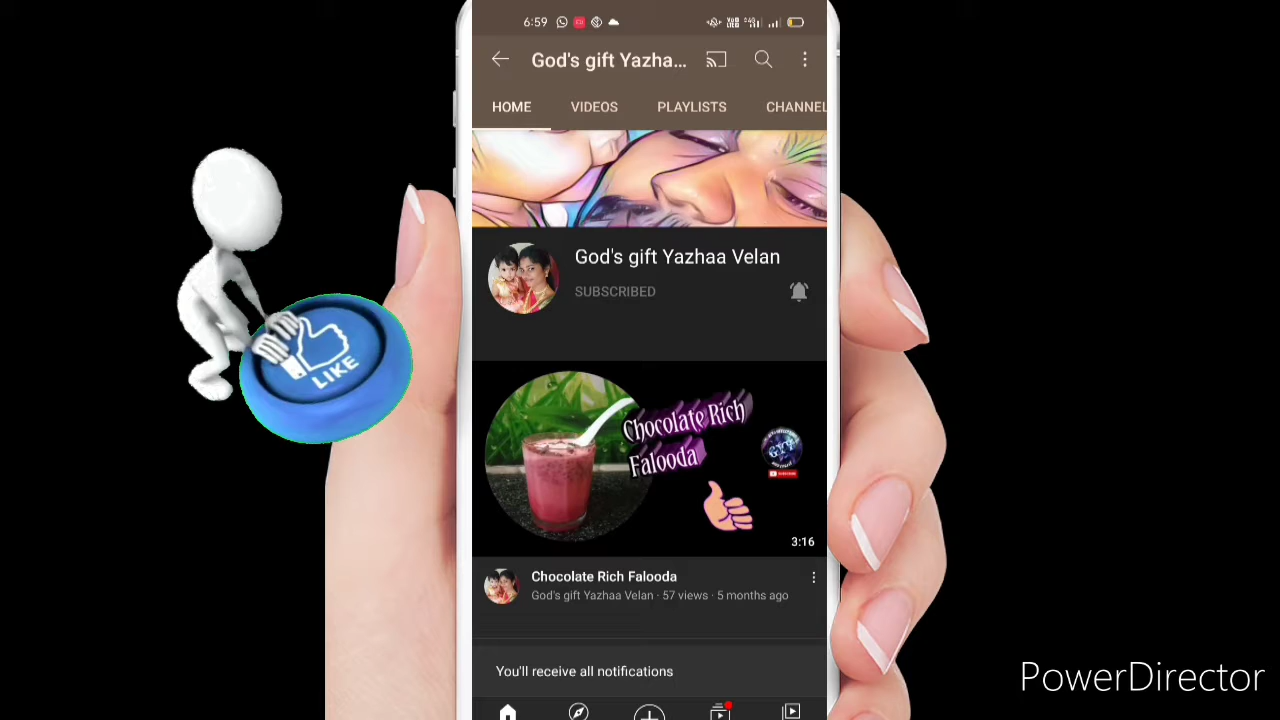 6:59
God's gift Yazha...
HOME VIDEOS PLAYLISTS CHANNEL
God's gift Yazhaa Velan
SUBSCRIBED
LIKE
Chocolate Rich
Falooda
3:16
Chocolate Rich Falooda
God's gift Yazhaa Velan · 57 views · 5 months ago
You'll receive all notifications
PowerDirector